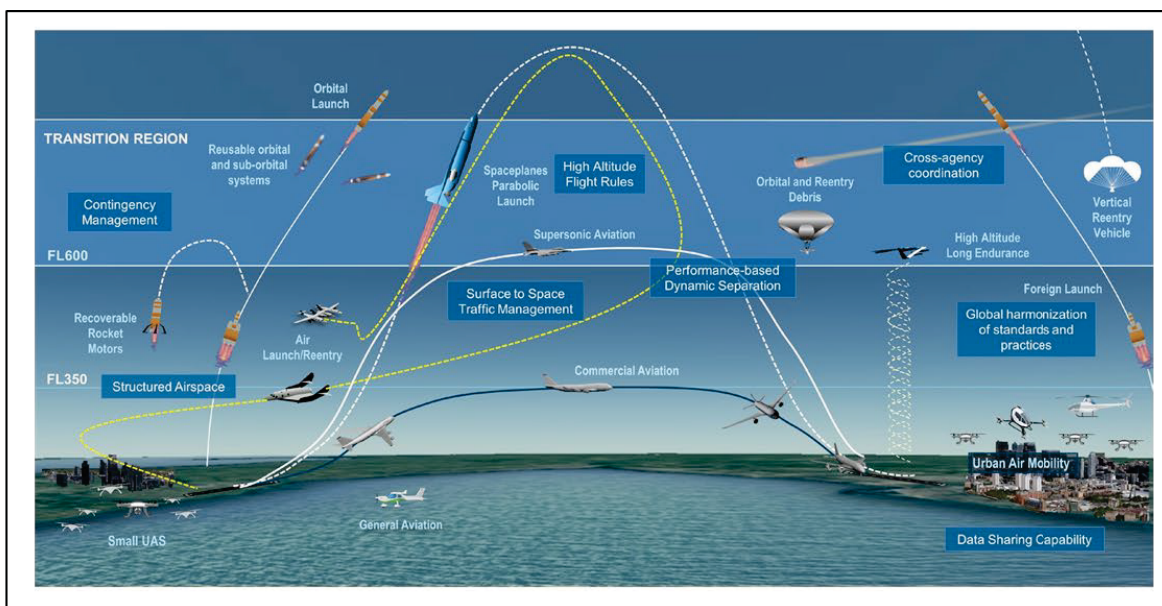 Orbital
Launch
TRANSITION REGION
Reusable orbital
and sub-orbital
systems
Spaceplanes
Parabolic
Launch
High Altitude
Flight Rules
Orbital and Reentry
Debris
Cross-agency
coordination
Vertical
Reentry
Vehicle
Contingency
Management
Supersonic Aviation
High Altitude
Long Endurance
FL600
Performance-based
Dynamic Separation
Surface to Space
Traffic Management
Foreign Launch
Global harmonization
of standards and
practices
Recoverable
Rocket
Motors
Air
Launch/Reentry
FL350
Structured Airspace
Commercial Aviation
Urban Air Mobility
General Aviation
Small UAS
Data Sharing Capability